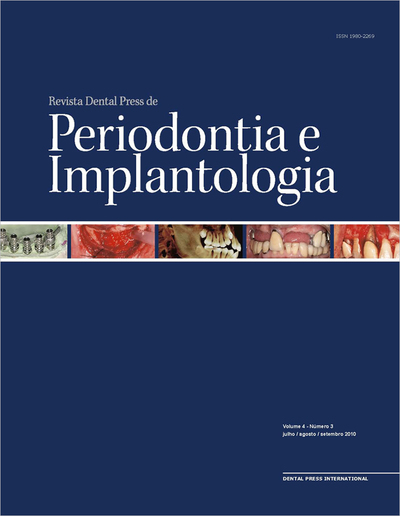 ISSN 1980-2269
Revista Dental Press de
Periodontia e
Implantologia
Volume 4 - Número 3
julho / agosto / setembro 2010
DENTAL PRESS INTERNATIONAL